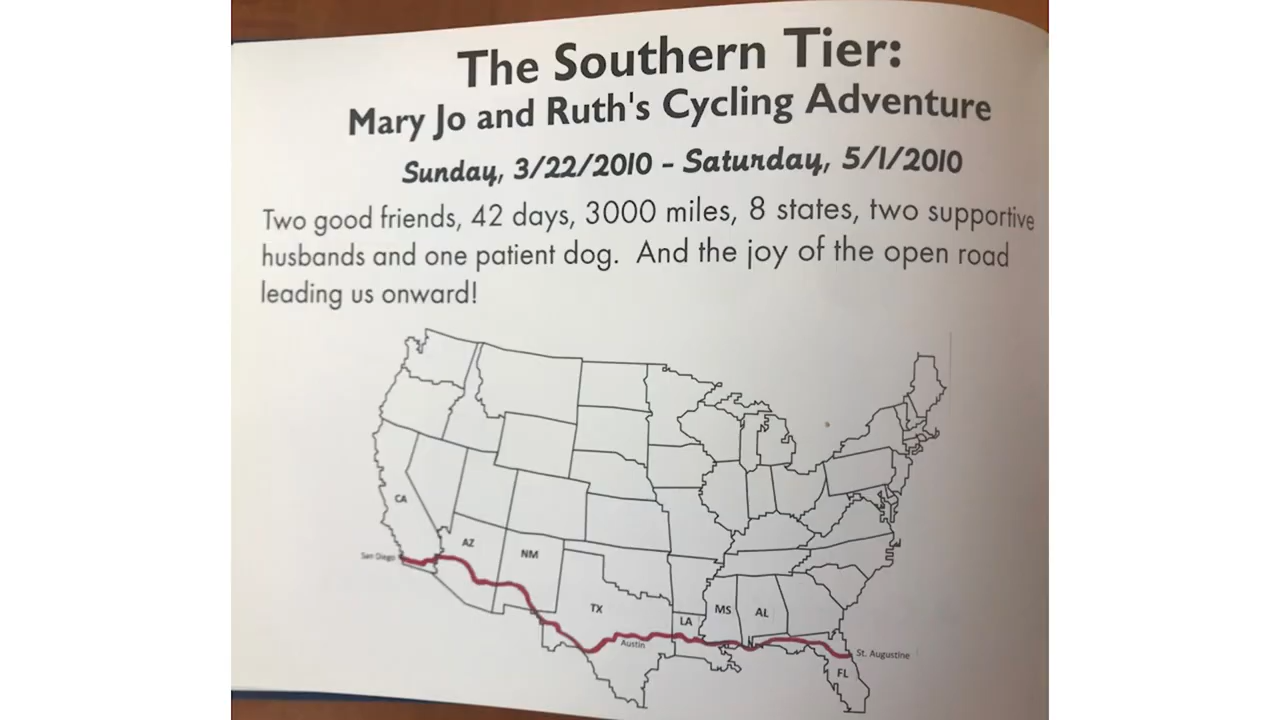 The Southern Tier:
Mary Jo and Ruth's Cycling Adventure
Sunday, 3/22/2010 - Saturday, 5/1/2010
Two good friends, 42 days, 3000 miles, 8 states, two supportive
husbands and one patient dog. And the joy of the open road
leading us onward!
CA
San Diego
AZ
NM
TX
Austin
LA
MS
AL
St. Augustine
FL